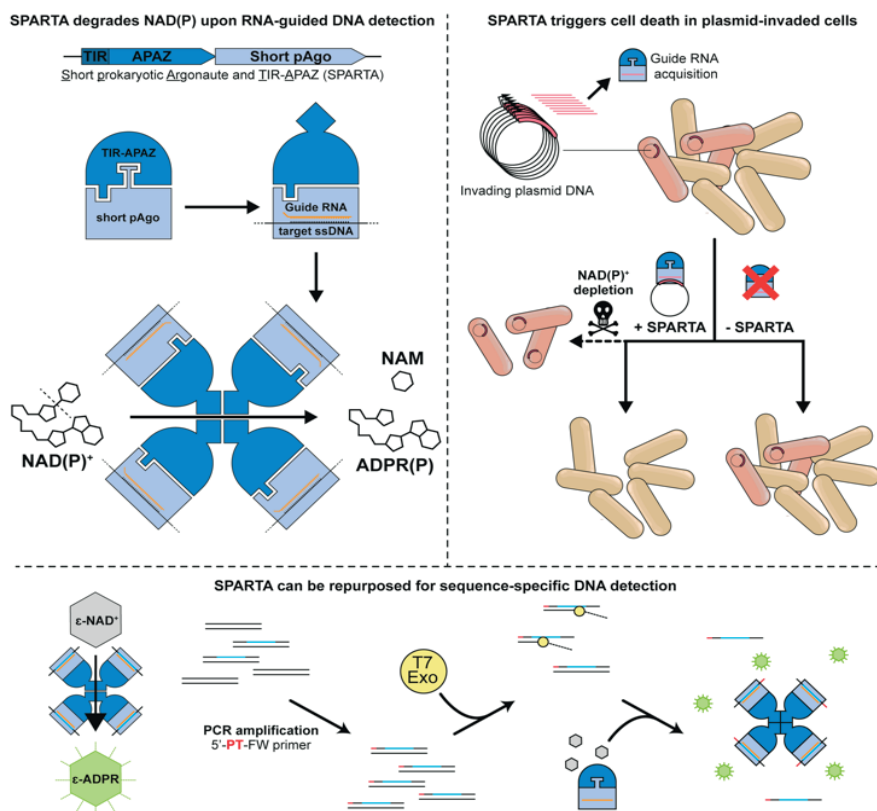 SPARTA degrades NAD(P) upon RNA-guided DNA detection
TIR APAZ Short pAgo
Short prokaryotic Argonaute and TIR-APAZ (SPARTA)
TIR-APAZ
short pAgo
Guide RNA
target ssDNA
NAD(P)+
NAM
ADPR(P)
SPARTA triggers cell death in plasmid-invaded cells
Guide RNA
acquisition
Invading plasmid DNA
NAD(P)+
depletion
+ SPARTA
- SPARTA
SPARTA can be repurposed for sequence-specific DNA detection
ε-NAD+
ε-ADPR
PCR amplification
5'-PT-FW primer
T7
Exo